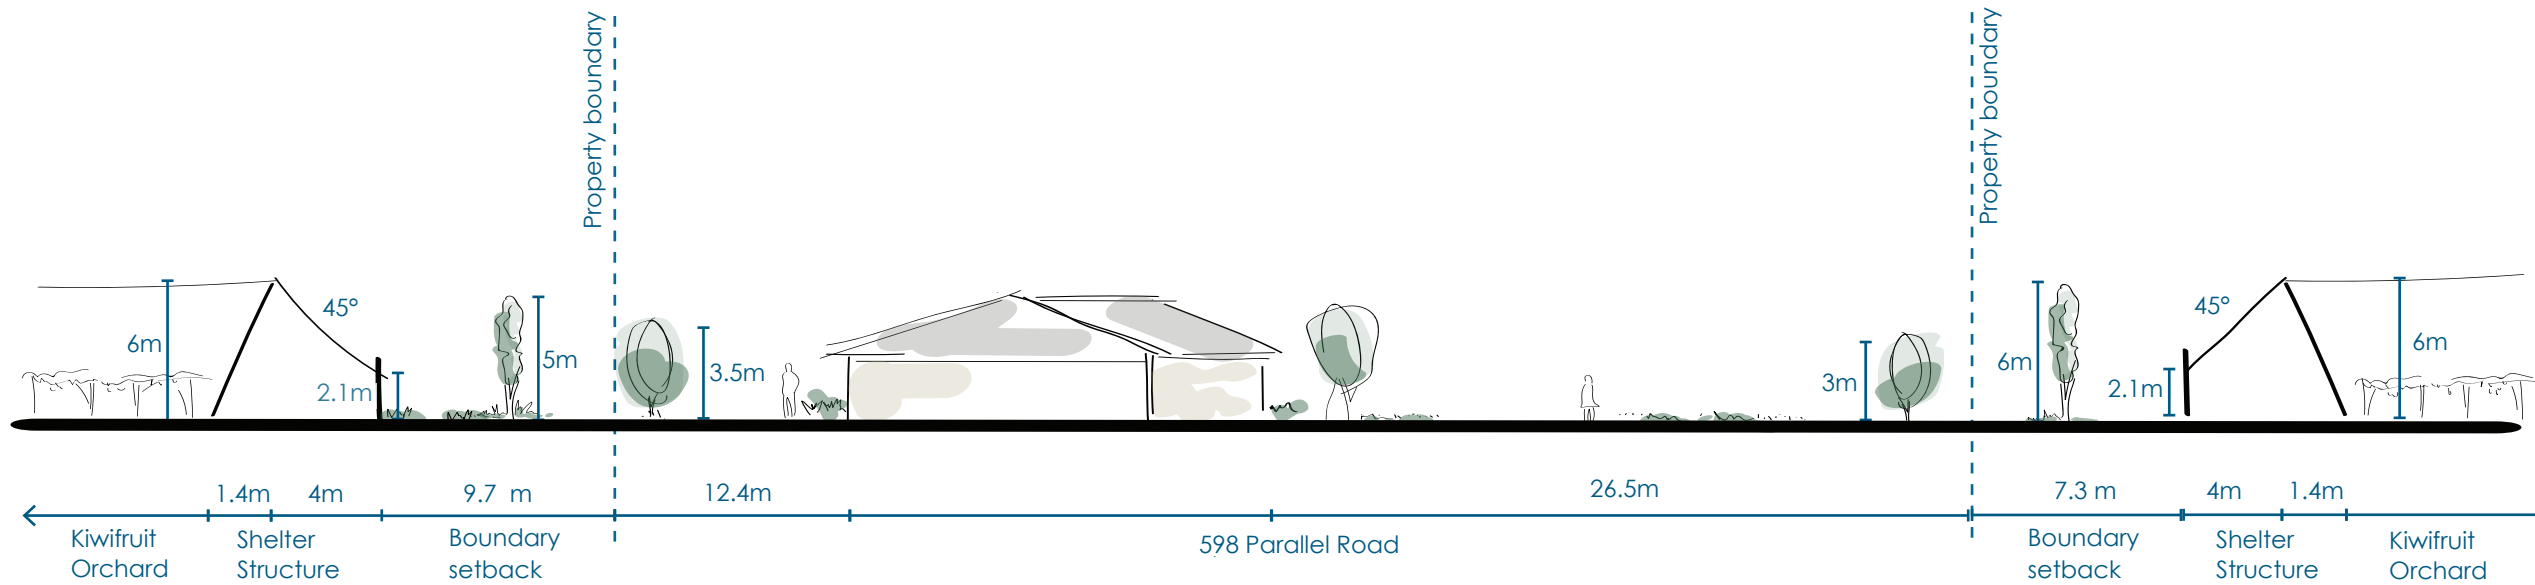 Property boundary
Property boundary
45°
6m
2.1m
5m
3.5m
3m
6m
45°
2.1m
6m
1.4m
4m
9.7 m
12.4m
26.5m
7.3 m
4m
1.4m
Kiwifruit
Orchard
Shelter
Structure
Boundary
setback
598 Parallel Road
Boundary
setback
Shelter
Structure
Kiwifruit
Orchard